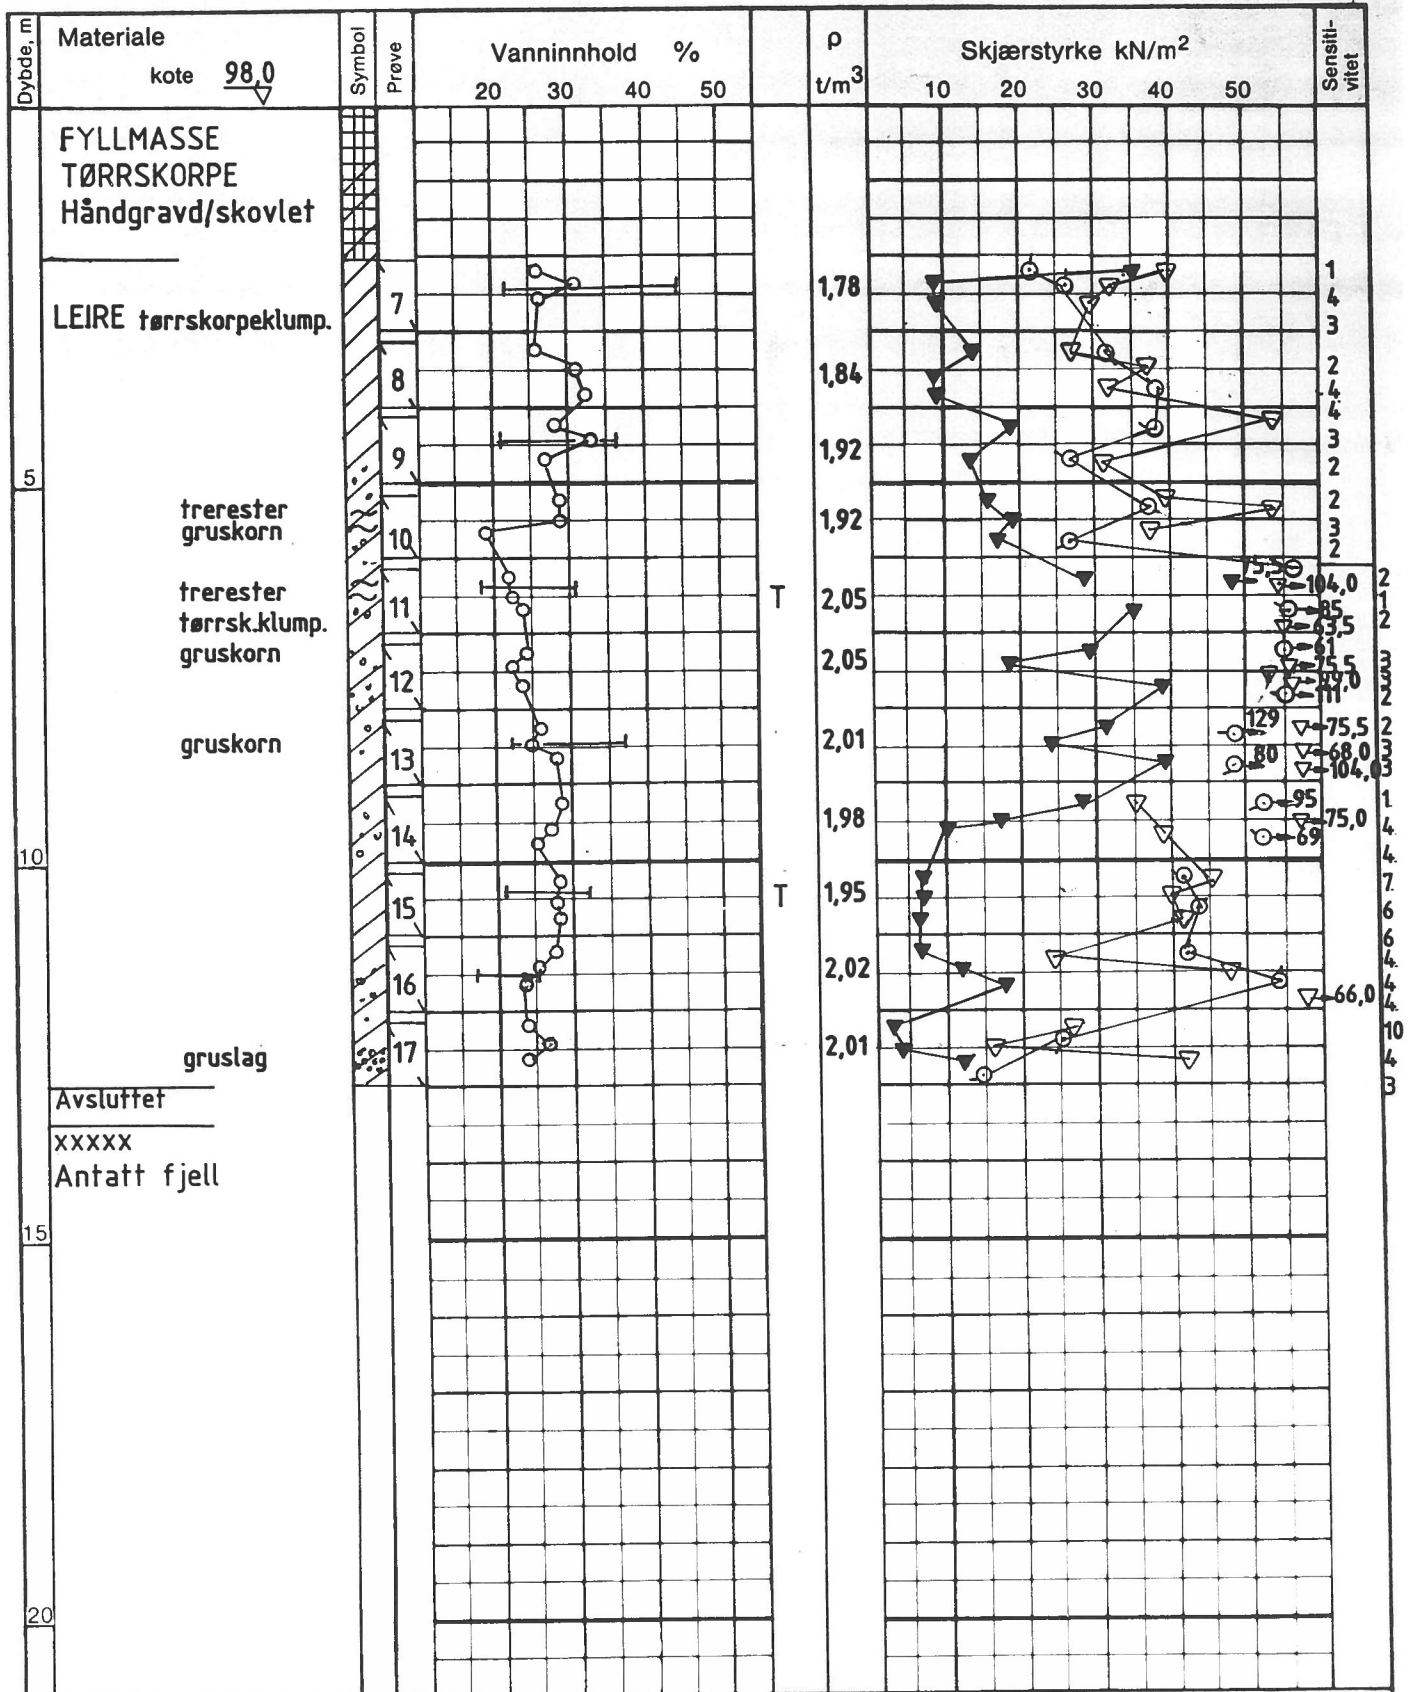 Dybde, m
Materiale
kote 98,0
Symbol
Prøve
Vanninnhold %
20 30 40 50
ρ
t/m³
Skjærstyrke kN/m²
10 20 30 40 50
Sensiti-
vitet
FYLLMASSE
TØRRSKORPE
Håndgravd/skovlet
7
1,78
1
4
3
LEIRE tørrskorpeklump.
8
1,84
2
4
4
9
1,92
3
2
5
trerester
gruskorn
10
1,92
2
3
2
75,5
104,0
2
trerester
11
T
2,05
85
1
tørrsk.klump.
63,5
2
gruskorn
61
12
2,05
75,5
3
99,0
3
111
2
gruskorn
13
2,01
129
75,5
2
68,0
3
80
104,0
3
95
1
14
1,98
75,0
4
69
4
10
15
T
1,95
7
6
6
16
2,02
4
4
66,0
4
gruslag
17
2,01
10
4
3
Avsluttet
xxxxx
Antatt fjell
15
20